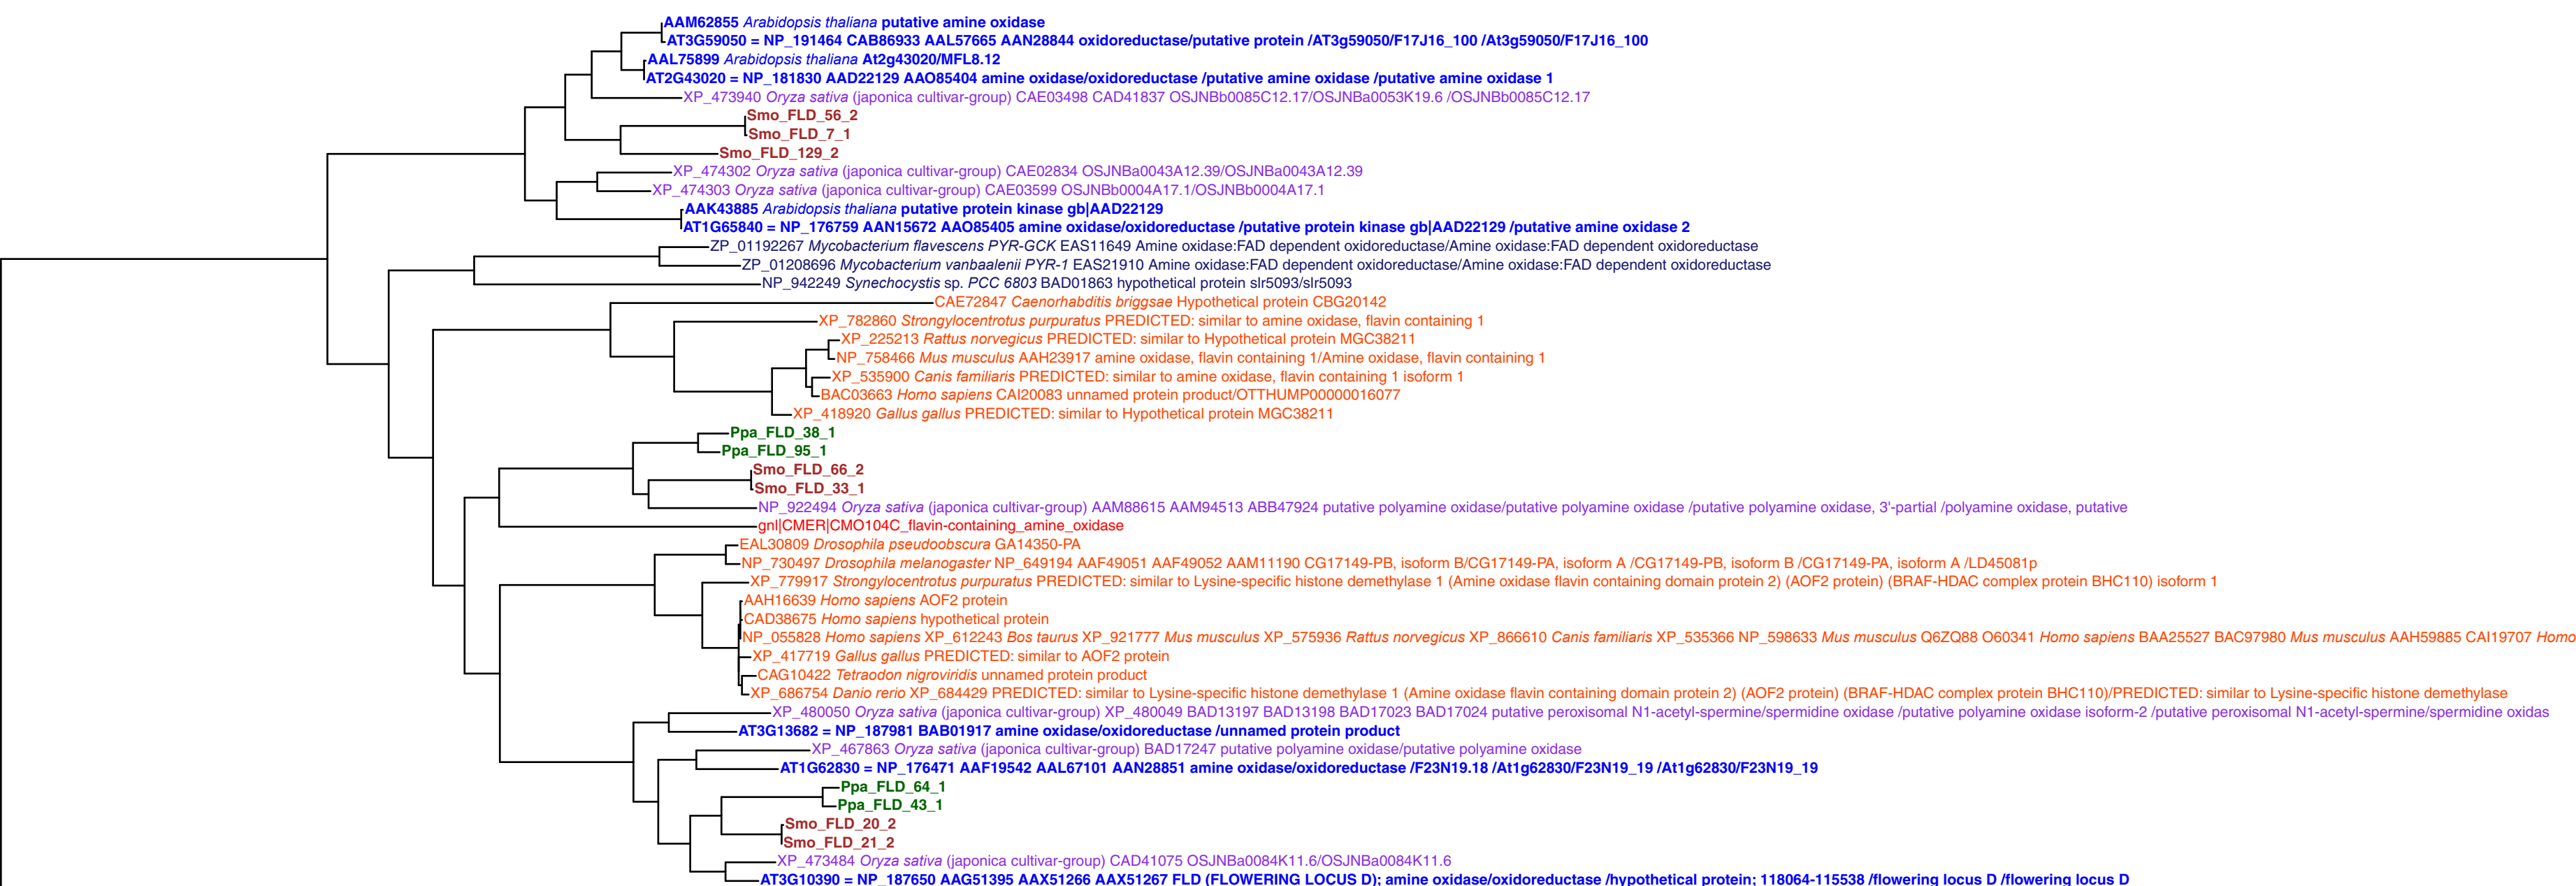 AAM62855 Arabidopsis thaliana putative amine oxidase
AT3G59050 = NP_191464 CAB86933 AAL57665 AAN28844 oxidoreductase/putative protein /AT3g59050/F17J16_100 /At3g59050/F17J16_100
AAL75899 Arabidopsis thaliana At2g43020/MFL8.12
AT2G43020 = NP_181830 AAD22129 AAO85404 amine oxidase/oxidoreductase /putative amine oxidase /putative amine oxidase 1
XP_473940 Oryza sativa (japonica cultivar-group) CAE03498 CAD41837 OSJNBb0085C12.17/OSJNBa0053K19.6 /OSJNBb0085C12.17
Smo_FLD_56_2
Smo_FLD_7_1
Smo_FLD_129_2
XP_474302 Oryza sativa (japonica cultivar-group) CAE02834 OSJNBa0043A12.39/OSJNBa0043A12.39
XP_474303 Oryza sativa (japonica cultivar-group) CAE03599 OSJNBb0004A17.1/OSJNBb0004A17.1
AAK43885 Arabidopsis thaliana putative protein kinase gb|AAD22129
AT1G65840 = NP_176759 AAN15672 AAO85405 amine oxidase/oxidoreductase /putative protein kinase gb|AAD22129 /putative amine oxidase 2
ZP_01192267 Mycobacterium flavescens PYR-GCK EAS11649 Amine oxidase:FAD dependent oxidoreductase/Amine oxidase:FAD dependent oxidoreductase
ZP_01208696 Mycobacterium vanbaalenii PYR-1 EAS21910 Amine oxidase:FAD dependent oxidoreductase/Amine oxidase:FAD dependent oxidoreductase
NP_942249 Synechocystis sp. PCC 6803 BAD01863 hypothetical protein slr5093/slr5093
CAE72847 Caenorhabditis briggsae Hypothetical protein CBG20142
XP_782860 Strongylocentrotus purpuratus PREDICTED: similar to amine oxidase, flavin containing 1
XP_225213 Rattus norvegicus PREDICTED: similar to Hypothetical protein MGC38211
NP_758466 Mus musculus AAH23917 amine oxidase, flavin containing 1/Amine oxidase, flavin containing 1
XP_535900 Canis familiaris PREDICTED: similar to amine oxidase, flavin containing 1 isoform 1
BAC03663 Homo sapiens CAI20083 unnamed protein product/OTTHUMP00000016077
XP_418920 Gallus gallus PREDICTED: similar to Hypothetical protein MGC38211
Ppa_FLD_38_1
Ppa_FLD_95_1
Smo_FLD_66_2
Smo_FLD_33_1
NP_922494 Oryza sativa (japonica cultivar-group) AAM88615 AAM94513 ABB47924 putative polyamine oxidase/putative polyamine oxidase /putative polyamine oxidase, 3'-partial /polyamine oxidase, putative
gnl|CMER|CMO104C_flavin-containing_amine_oxidase
EAL30809 Drosophila pseudoobscura GA14350-PA
NP_730497 Drosophila melanogaster NP_649194 AAF49051 AAF49052 AAM11190 CG17149-PB, isoform B/CG17149-PA, isoform A /CG17149-PB, isoform B /CG17149-PA, isoform A /LD45081p
XP_779917 Strongylocentrotus purpuratus PREDICTED: similar to Lysine-specific histone demethylase 1 (Amine oxidase flavin containing domain protein 2) (AOF2 protein) (BRAF-HDAC complex protein BHC110) isoform 1
AAH16639 Homo sapiens AOF2 protein
CAD38675 Homo sapiens hypothetical protein
NP_055828 Homo sapiens XP_612243 Bos taurus XP_921777 Mus musculus XP_575936 Rattus norvegicus XP_866610 Canis familiaris XP_535366 NP_598633 Mus musculus Q6ZQ88 O60341 Homo sapiens BAA25527 BAC97980 Mus musculus AAH59885 CAI19707 Homo
XP_417719 Gallus gallus PREDICTED: similar to AOF2 protein
CAG10422 Tetraodon nigroviridis unnamed protein product
XP_686754 Danio rerio XP_684429 PREDICTED: similar to Lysine-specific histone demethylase 1 (Amine oxidase flavin containing domain protein 2) (AOF2 protein) (BRAF-HDAC complex protein BHC110)/PREDICTED: similar to Lysine-specific histone demethylase
XP_480050 Oryza sativa (japonica cultivar-group) XP_480049 BAD13197 BAD13198 BAD17023 BAD17024 putative peroxisomal N1-acetyl-spermine/spermidine oxidase /putative polyamine oxidase isoform-2 /putative peroxisomal N1-acetyl-spermine/spermidine oxidas
AT3G13682 = NP_187981 BAB01917 amine oxidase/oxidoreductase /unnamed protein product
XP_467863 Oryza sativa (japonica cultivar-group) BAD17247 putative polyamine oxidase/putative polyamine oxidase
AT1G62830 = NP_176471 AAF19542 AAL67101 AAN28851 amine oxidase/oxidoreductase /F23N19.18 /At1g62830/F23N19_19 /At1g62830/F23N19_19
Ppa_FLD_64_1
Ppa_FLD_43_1
Smo_FLD_20_2
Smo_FLD_21_2
XP_473484 Oryza sativa (japonica cultivar-group) CAD41075 OSJNBa0084K11.6/OSJNBa0084K11.6
AT3G10390 = NP_187650 AAG51395 AAX51266 AAX51267 FLD (FLOWERING LOCUS D); amine oxidase/oxidoreductase /hypothetical protein; 118064-115538 /flowering locus D /flowering locus D